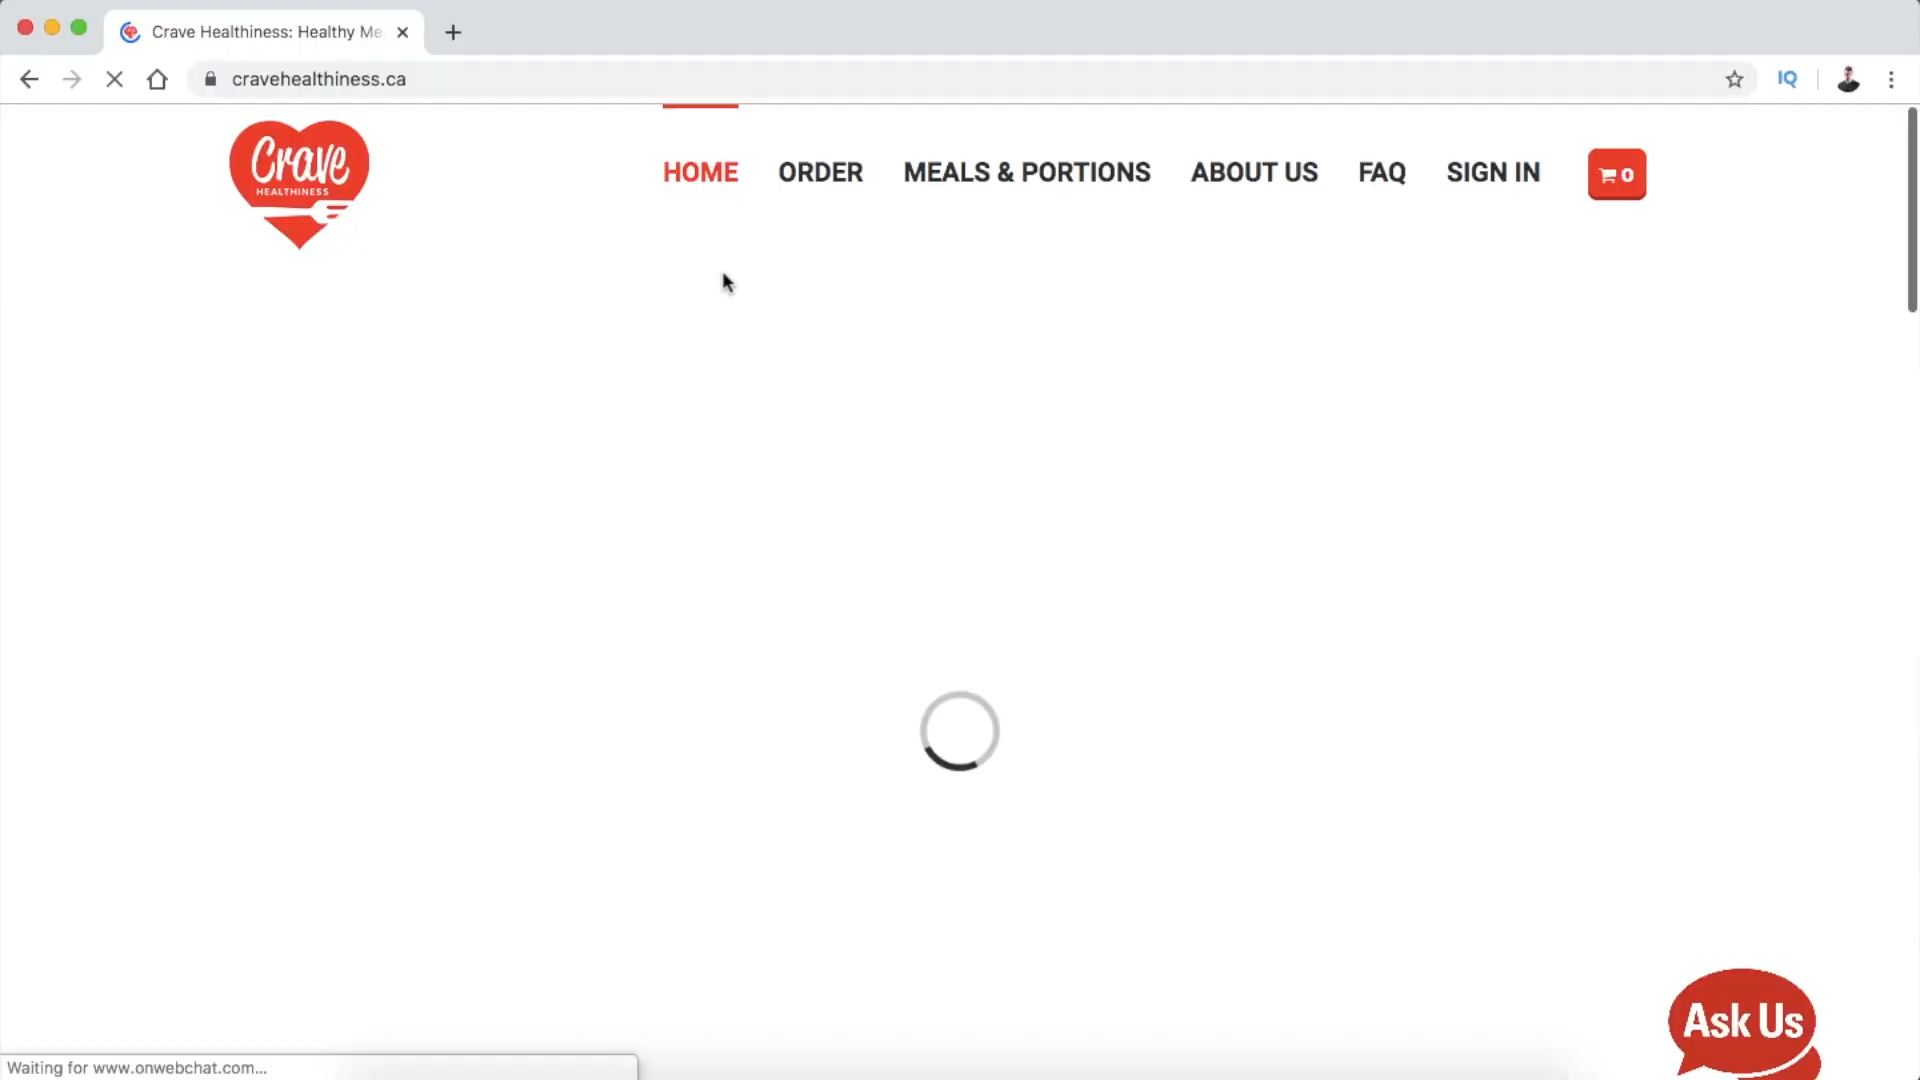 Crave Healthiness: Healthy Me
cravehealthiness.ca
IQ
Crave
HEALTHINESS
HOME
ORDER
MEALS & PORTIONS
ABOUT US
FAQ
SIGN IN
0
Ask Us
Waiting for www.onwebchat.com...